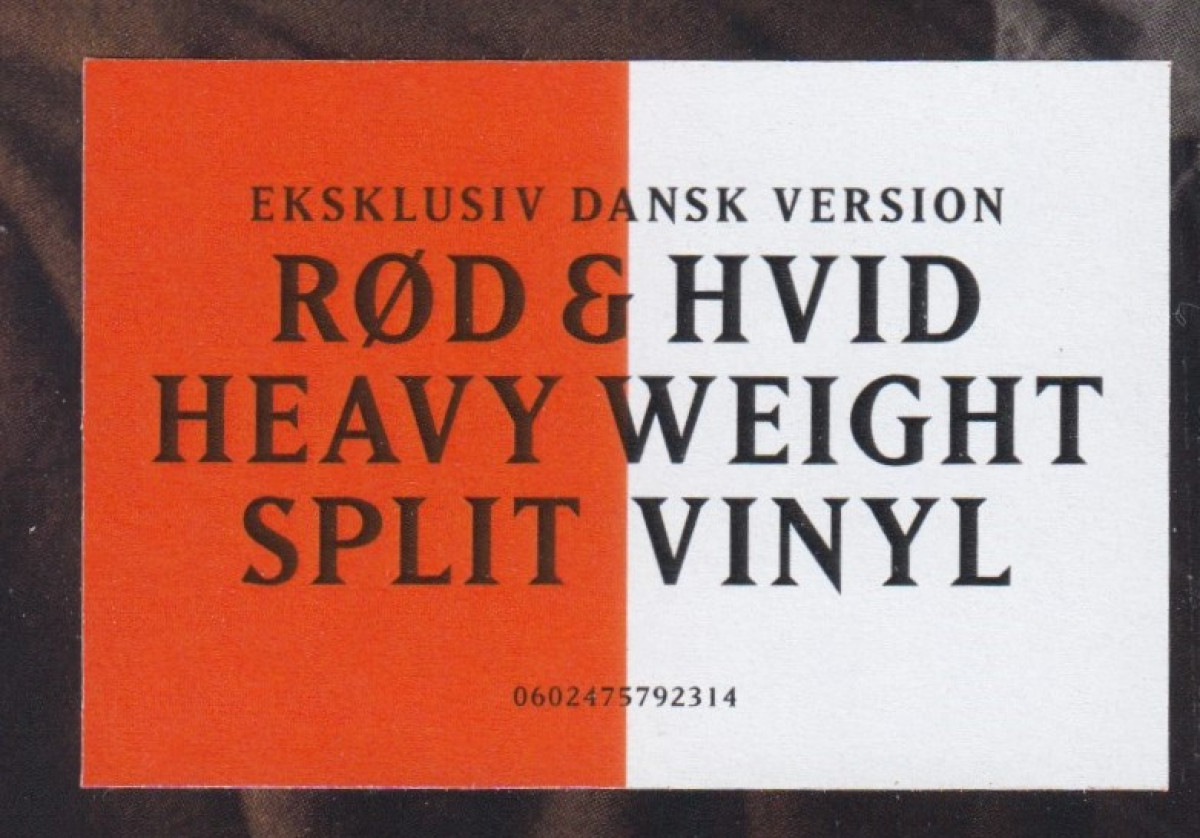 EKSKLUSIV DANSK VERSION
RØD & HVID
HEAVY WEIGHT
SPLIT VINYL
0602475792314